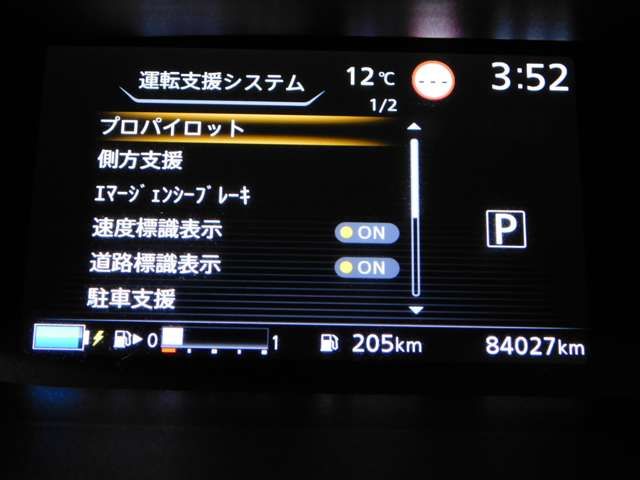 運転支援システム 12℃ --- 3:52
1/2
プロパイロット
側方支援
ｴﾏｰｼﾞｪﾝｼｰﾌﾞﾚｰｷ
速度標識表示 ON
P
道路標識表示 ON
駐車支援
0 1 205km 84027km